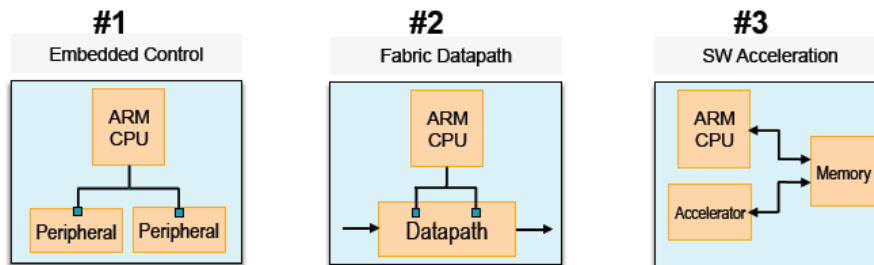 #1
Embedded Control
ARM
CPU
Peripheral
Peripheral
#2
Fabric Datapath
ARM
CPU
Datapath
#3
SW Acceleration
ARM
CPU
Memory
Accelerator